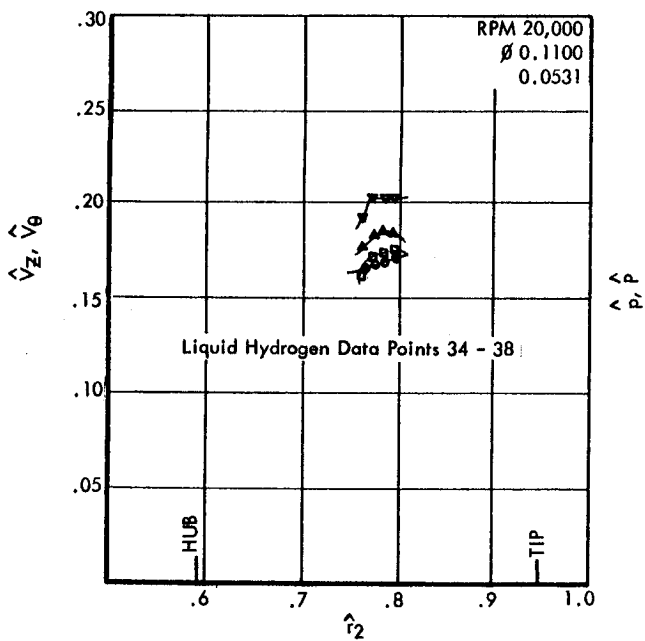 RPM 20,000
Ø 0.1100
0.0531
.30
.25
.20
.15
.10
.05
V̂z, V̂θ
p̂, P̂
Liquid Hydrogen Data Points 34 - 38
HUB
TIP
.6
.7
.8
.9
1.0
r̂2